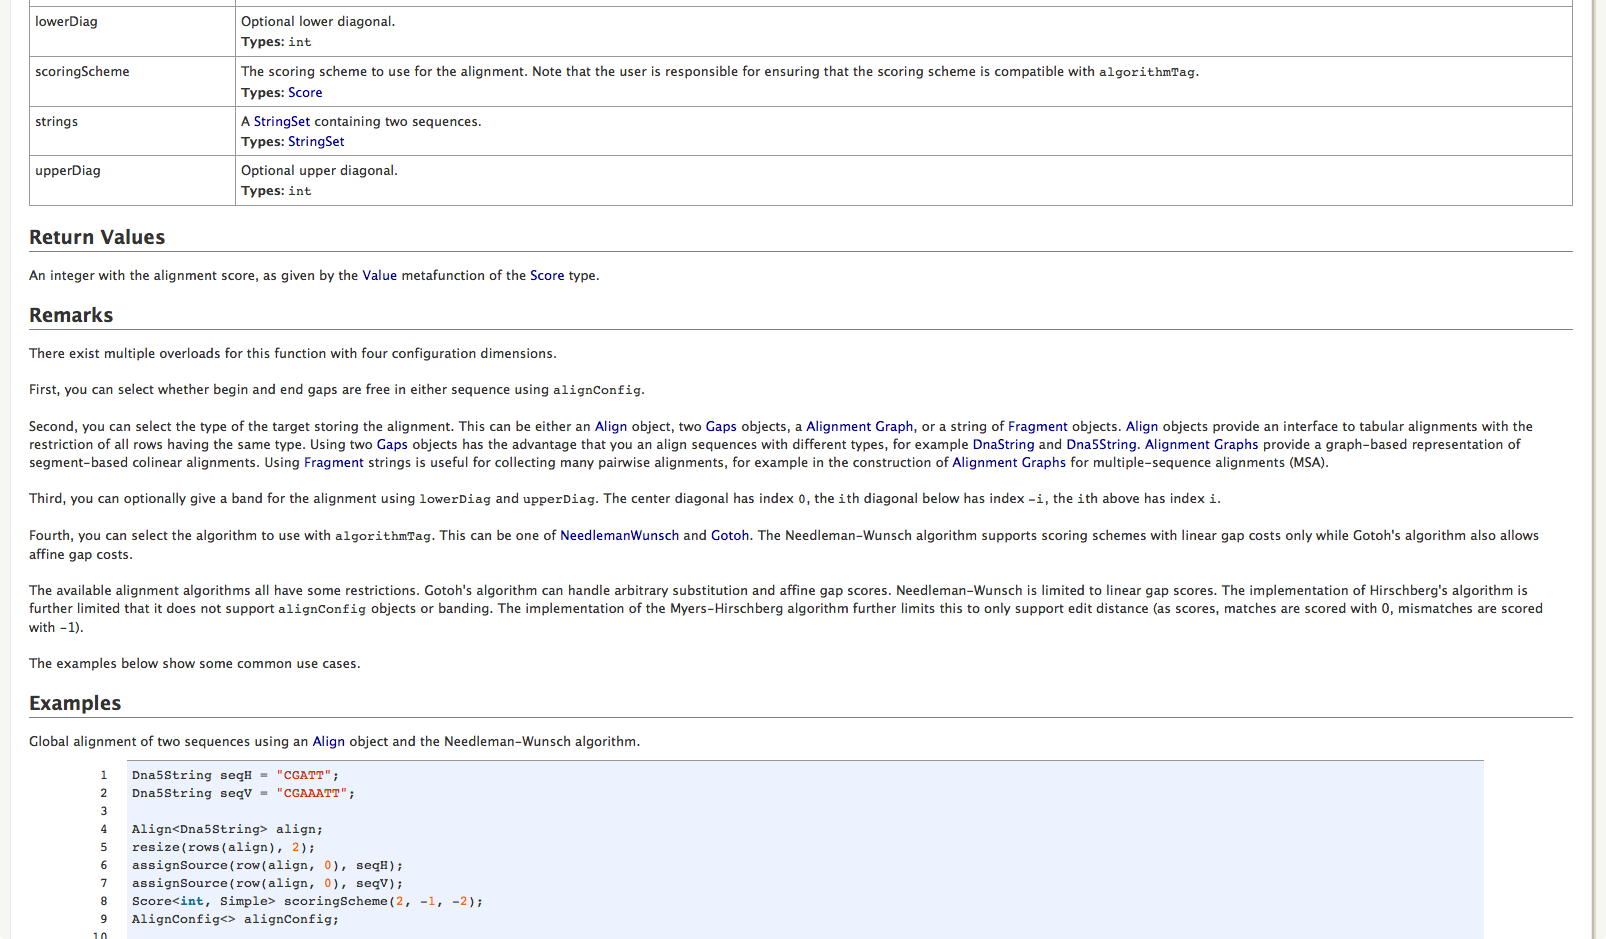 lowerDiag
Optional lower diagonal.
Types: int
scoringScheme
The scoring scheme to use for the alignment. Note that the user is responsible for ensuring that the scoring scheme is compatible with algorithmTag.
Types: Score
strings
A StringSet containing two sequences.
Types: StringSet
upperDiag
Optional upper diagonal.
Types: int
Return Values
An integer with the alignment score, as given by the Value metafunction of the Score type.
Remarks
There exist multiple overloads for this function with four configuration dimensions.
First, you can select whether begin and end gaps are free in either sequence using alignConfig.
Second, you can select the type of the target storing the alignment. This can be either an Align object, two Gaps objects, a Alignment Graph, or a string of Fragment objects. Align objects provide an interface to tabular alignments with the
restriction of all rows having the same type. Using two Gaps objects has the advantage that you an align sequences with different types, for example DnaString and Dna5String. Alignment Graphs provide a graph-based representation of
segment-based colinear alignments. Using Fragment strings is useful for collecting many pairwise alignments, for example in the construction of Alignment Graphs for multiple-sequence alignments (MSA).
Third, you can optionally give a band for the alignment using lowerDiag and upperDiag. The center diagonal has index 0, the ith diagonal below has index -i, the ith above has index i.
Fourth, you can select the algorithm to use with algorithmTag. This can be one of NeedlemanWunsch and Gotoh. The Needleman-Wunsch algorithm supports scoring schemes with linear gap costs only while Gotoh's algorithm also allows
affine gap costs.
The available alignment algorithms all have some restrictions. Gotoh's algorithm can handle arbitrary substitution and affine gap scores. Needleman-Wunsch is limited to linear gap scores. The implementation of Hirschberg's algorithm is
further limited that it does not support alignConfig objects or banding. The implementation of the Myers-Hirschberg algorithm further limits this to only support edit distance (as scores, matches are scored with 0, mismatches are scored
with -1).
The examples below show some common use cases.
Examples
Global alignment of two sequences using an Align object and the Needleman-Wunsch algorithm.
1 Dna5String seqH = "CGATT";
2 Dna5String seqV = "CGAAATT";
3
4 Align<Dna5String> align;
5 resize(rows(align), 2);
6 assignSource(row(align, 0), seqH);
7 assignSource(row(align, 0), seqV);
8 Score<int, Simple> scoringScheme(2, -1, -2);
9 AlignConfig<> alignConfig;
10